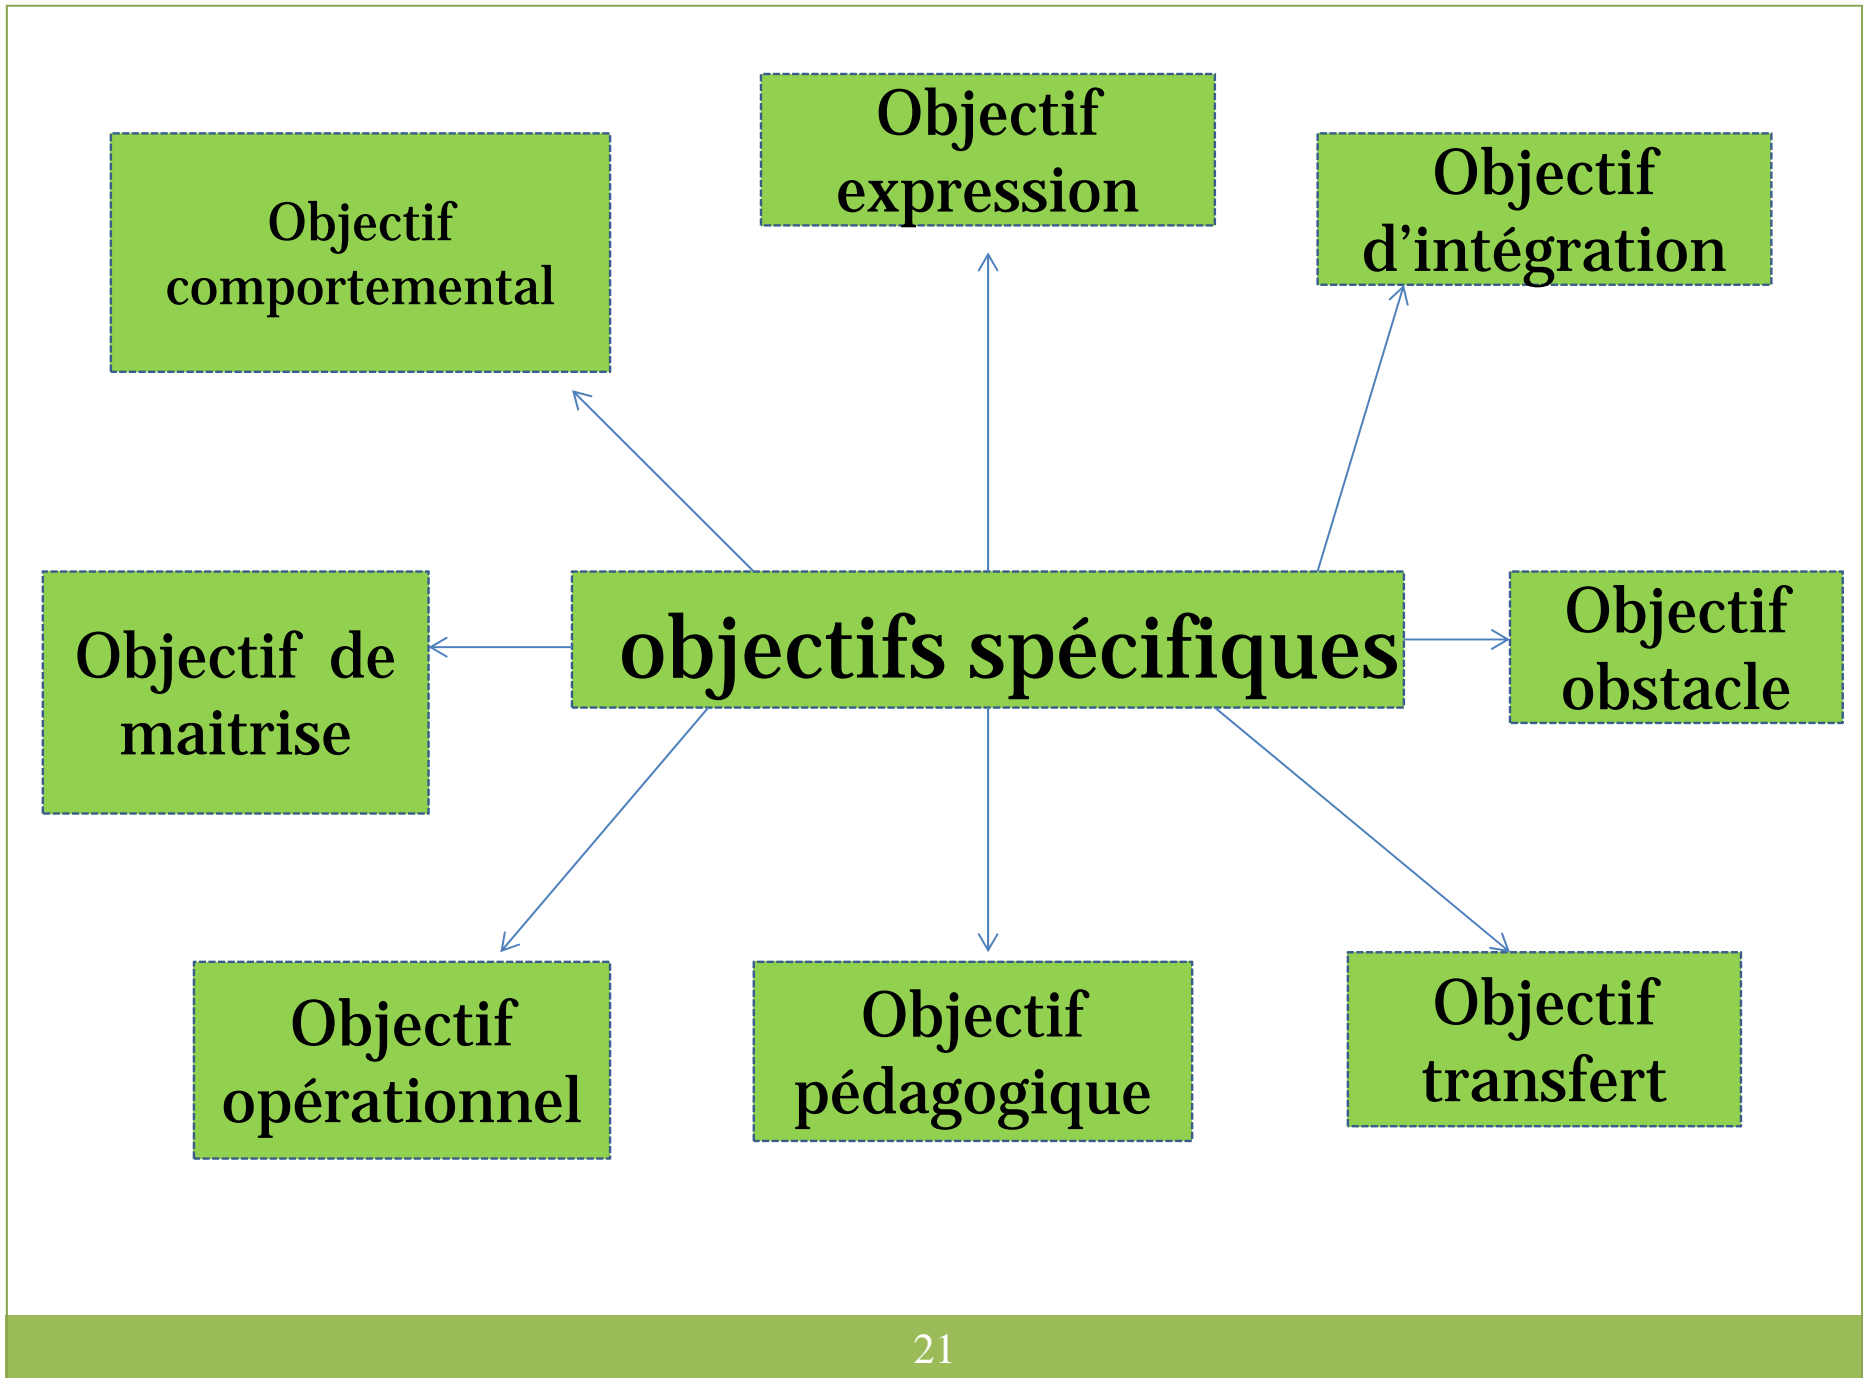 Objectif
expression
Objectif
comportemental
Objectif
d’intégration
Objectif de
maitrise
objectifs spécifiques
Objectif
obstacle
Objectif
opérationnel
Objectif
pédagogique
Objectif
transfert
21